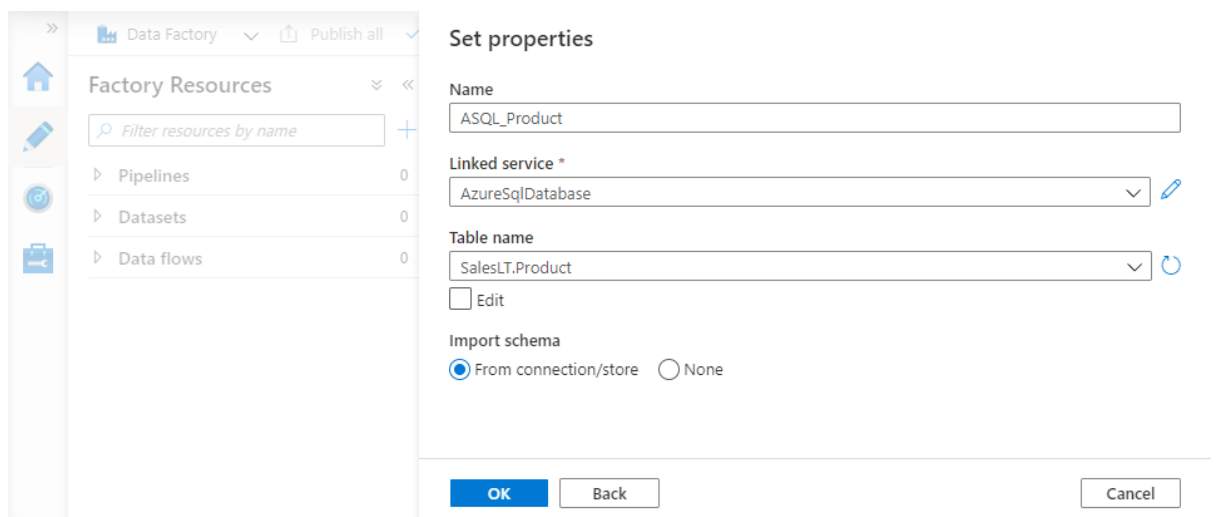 Data Factory Publish all
Factory Resources
Filter resources by name
Pipelines 0
Datasets 0
Data flows 0
Set properties
Name
ASQL_Product
Linked service *
AzureSqlDatabase
Table name
SalesLT.Product
Edit
Import schema
From connection/store None
OK Back Cancel